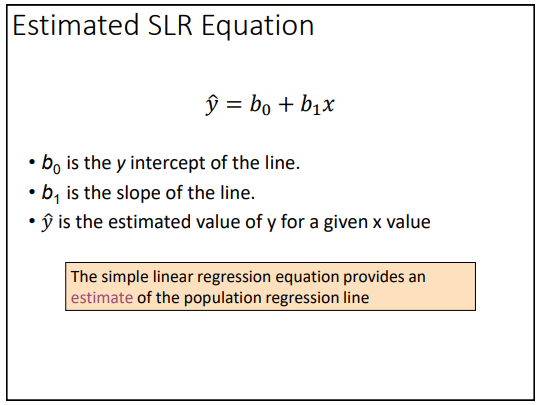 Estimated SLR Equation
ŷ = b₀ + b₁x
• b₀ is the y intercept of the line.
• b₁ is the slope of the line.
• ŷ is the estimated value of y for a given x value
The simple linear regression equation provides an
estimate of the population regression line